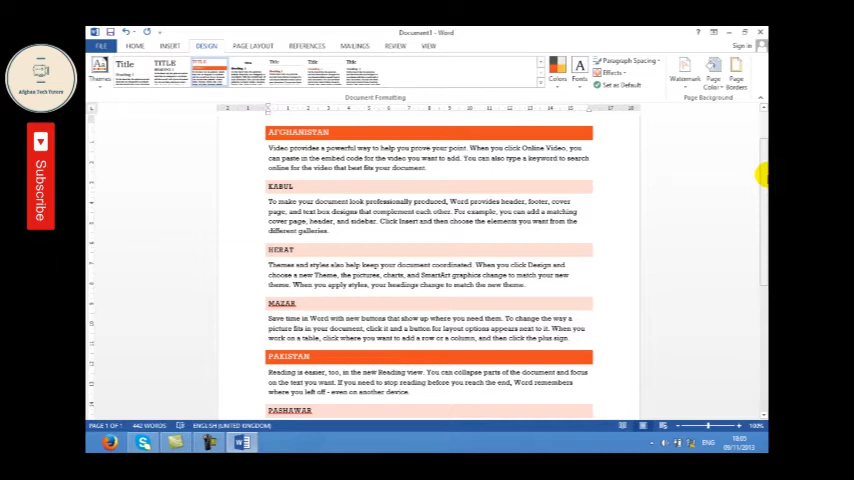 Document1 - Word
Sign in
FILE HOME INSERT DESIGN PAGE LAYOUT REFERENCES MAILINGS REVIEW VIEW
Themes
Title
TITLE
TITLE
Title
Title
Title
Title
Colors
Fonts
Paragraph Spacing
Effects
Set as Default
Watermark
Page Color
Page Borders
Document Formatting
Page Background
Afghan Tech Tutors
Subscribe
AFGHANISTAN
Video provides a powerful way to help you prove your point. When you click Online Video, you
can paste in the embed code for the video you want to add. You can also type a keyword to search
online for the video that best fits your document.
KABUL
To make your document look professionally produced, Word provides header, footer, cover
page, and text box designs that complement each other. For example, you can add a matching
cover page, header, and sidebar. Click Insert and then choose the elements you want from the
different galleries.
HERAT
Themes and styles also help keep your document coordinated. When you click Design and
choose a new Theme, the pictures, charts, and SmartArt graphics change to match your new
theme. When you apply styles, your headings change to match the new theme.
MAZAR
Save time in Word with new buttons that show up where you need them. To change the way a
picture fits in your document, click it and a button for layout options appears next to it. When you
work on a table, click where you want to add a row or a column, and then click the plus sign.
PAKISTAN
Reading is easier, too, in the new Reading view. You can collapse parts of the document and focus
on the text you want. If you need to stop reading before you reach the end, Word remembers
where you left off - even on another device.
PASHAWAR
PAGE 1 OF 1 442 WORDS ENGLISH (UNITED KINGDOM) 100%
ENG
18:05
09/11/2013